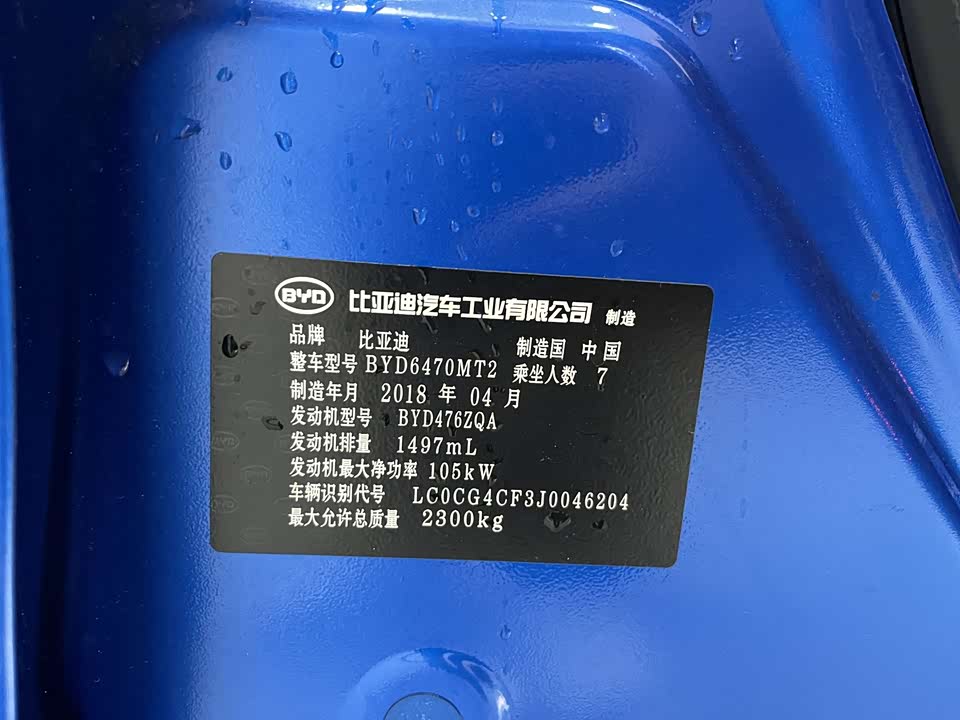 BYD 比亚迪汽车工业有限公司 制造
品牌 比亚迪 制造国 中国
整车型号 BYD6470MT2 乘坐人数 7
制造年月 2018 年 04 月
发动机型号 BYD476ZQA
发动机排量 1497mL
发动机最大净功率 105kW
车辆识别代号 LC0CG4CF3J0046204
最大允许总质量 2300kg